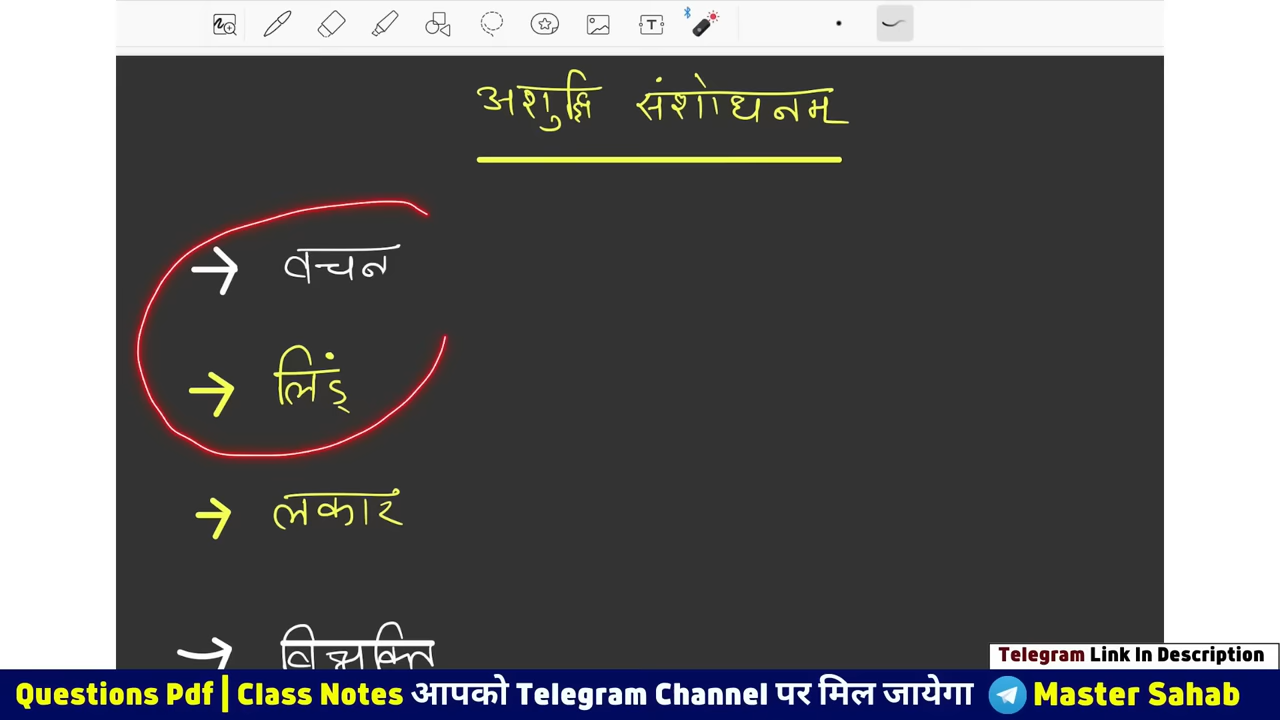 अशुद्धि संशोधनम्
→ वचन
→ लिंङ्
→ लकार
→ विभक्ति
Telegram Link In Description
Questions Pdf | Class Notes आपको Telegram Channel पर मिल जायेगा Master Sahab